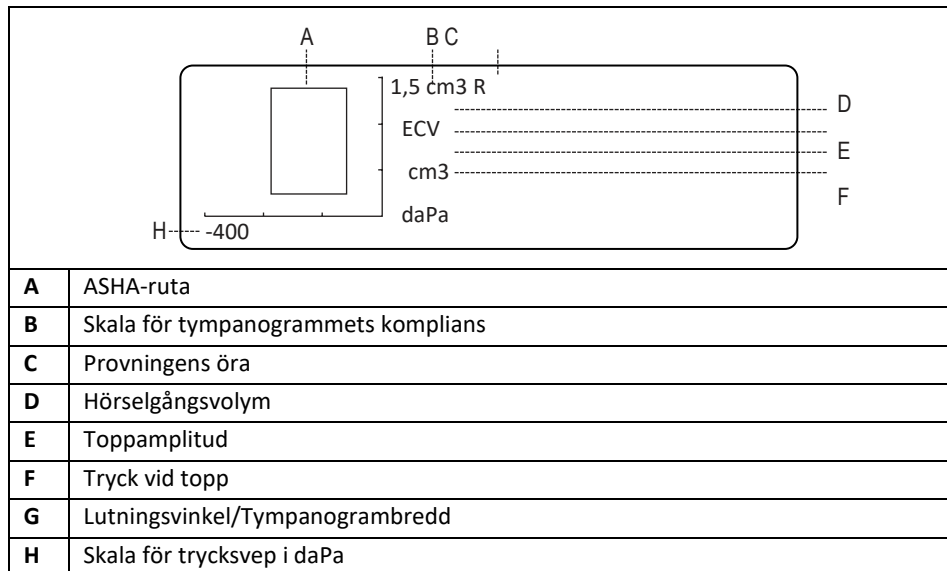 A B C
1,5 cm3 R
D
ECV
E
cm3
F
daPa
H -400
A ASHA-ruta
B Skala för tympanogrammets komplians
C Provningens öra
D Hörselgångsvolym
E Toppamplitud
F Tryck vid topp
G Lutningsvinkel/Tympanogrambredd
H Skala för trycksvep i daPa